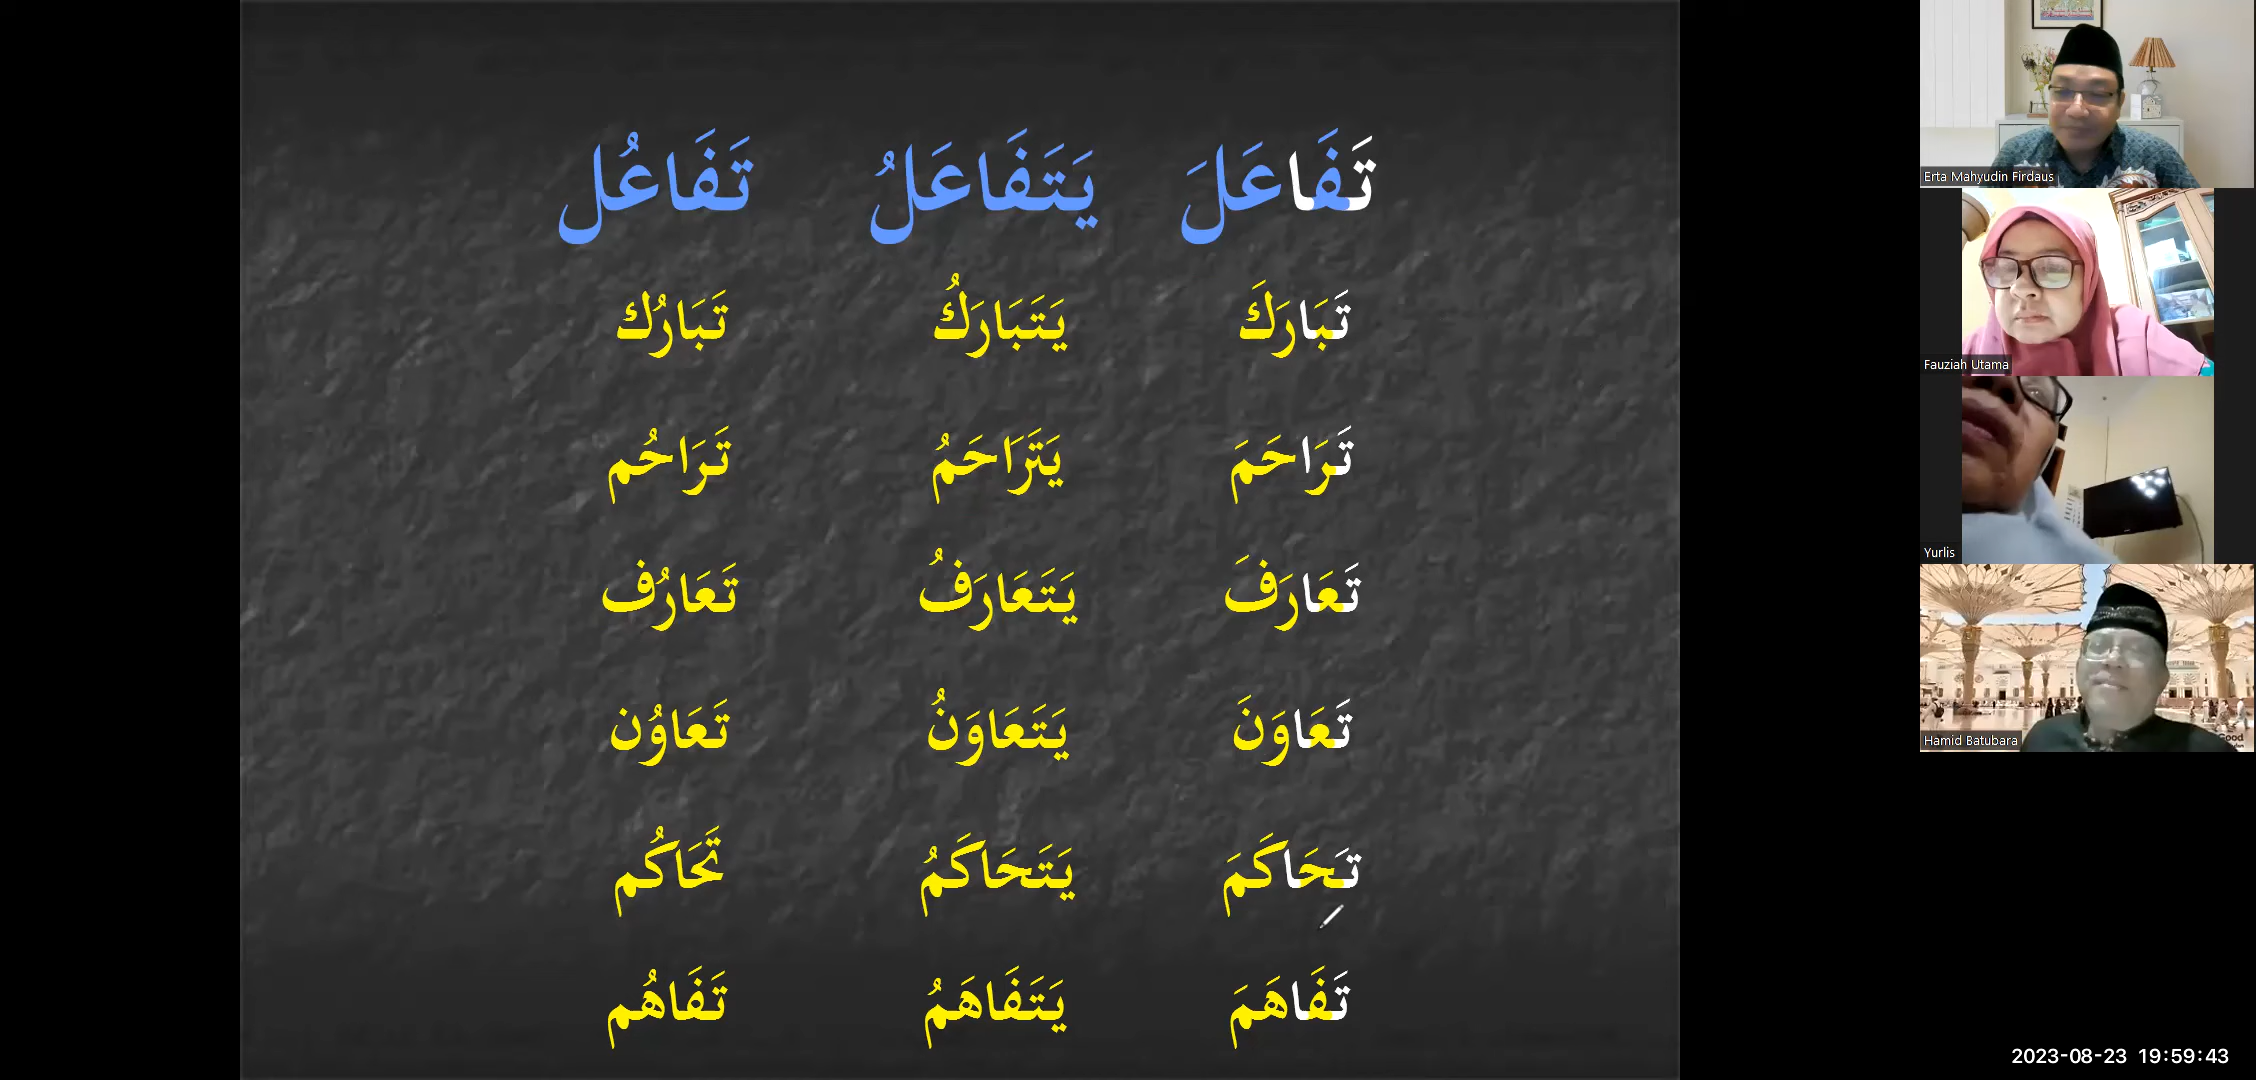 تَفَاعَلَ يَتَفَاعَلُ تَفَاعُل
تَبَارَكَ يَتَبَارَكُ تَبَارُك
تَرَاحَمَ يَتَرَاحَمُ تَرَاحُم
تَعَارَفَ يَتَعَارَفُ تَعَارُف
تَعَاوَنَ يَتَعَاوَنُ تَعَاوُن
تَحَاكَمَ يَتَحَاكَمُ تَحَاكُم
تَفَاهَمَ يَتَفَاهَمُ تَفَاهُم
Erta Mahyudin Firdaus
Fauziah Utama
Yurlis
Hamid Batubara
2023-08-23 19:59:43